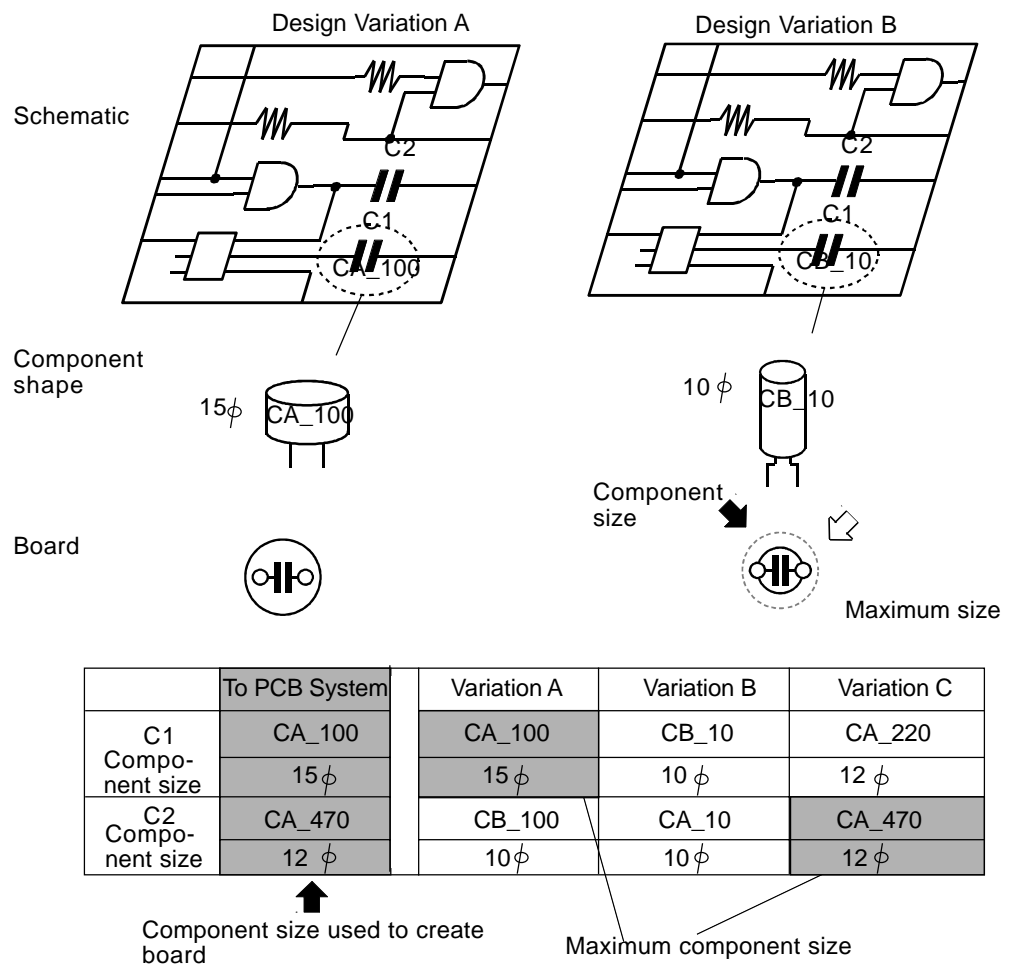 Design Variation A
Design Variation B
Schematic
C2
C1
CA_100
C2
C1
CB_10
Component
shape
15ϕ
CA_100
10 ϕ
CB_10
Component
size
Board
Maximum size
To PCB System
Variation A
Variation B
Variation C
C1
Compo-
nent size
CA_100
CA_100
CB_10
CA_220
15 ϕ
15 ϕ
10 ϕ
12 ϕ
C2
Compo-
nent size
CA_470
CB_100
CA_10
CA_470
12 ϕ
10ϕ
10ϕ
12 ϕ
Component size used to create
board
Maximum component size